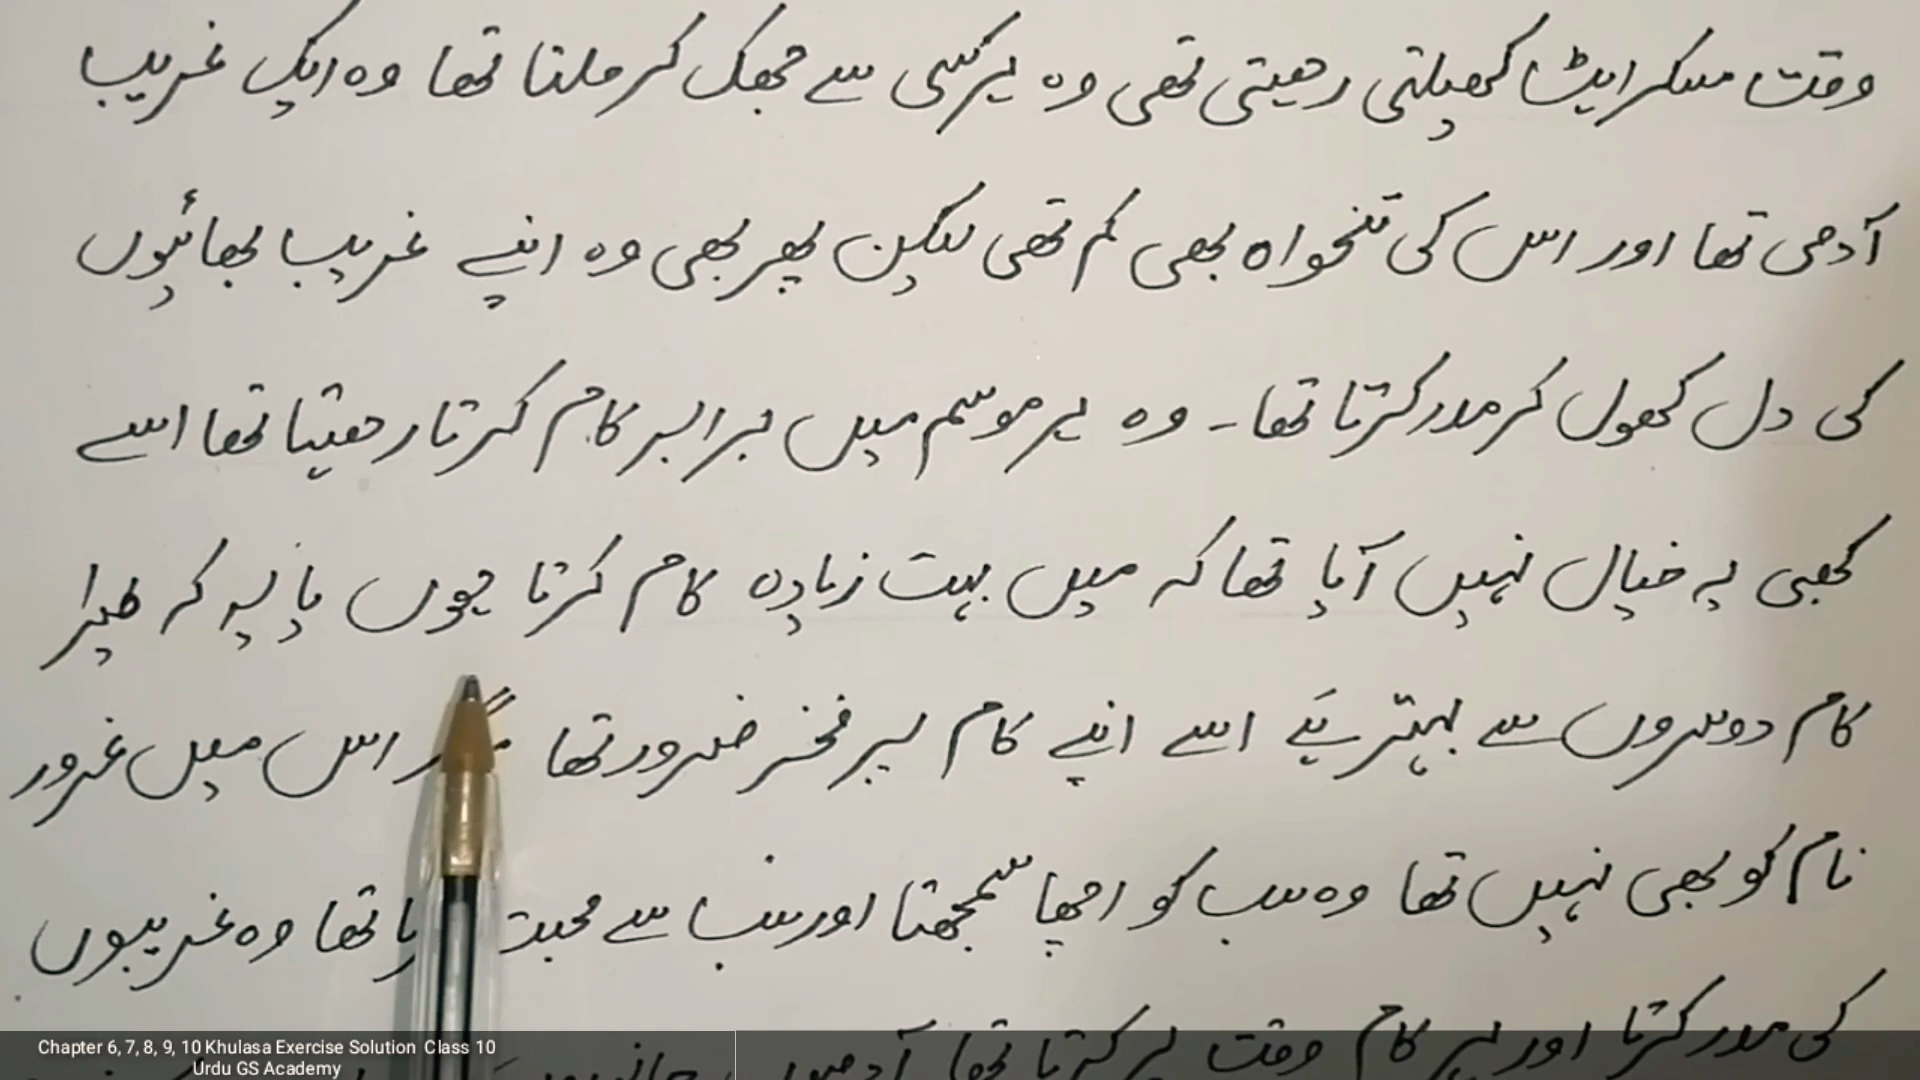 وقت مسکراہٹ کھیلتی رہتی تھی وہ ہر کسی سے جھک کر ملتا تھا وہ ایک غریب
آدمی تھا اور اس کی تنخواہ بھی کم تھی لیکن پھر بھی وہ اپنے غریب بھائیوں
کی دل کھول کر مدد کرتا تھا۔ وہ ہر موسم میں برابر کام کرتا رہتا تھا اسے
کبھی یہ خیال نہیں آیا تھا کہ میں بہت زیادہ کام کرتا ہوں یا یہ کہ میرا
کام دوسروں سے بہتر ہے اسے اپنے کام پر فخر ضرور تھا اس میں غرور
نام کو بھی نہیں تھا وہ سب کو اچھا سمجھتا اور سب سے محبت تھا وہ غریبوں
کی مدد کرتا اور ہر کام وقت پر کرتا تھا
Chapter 6, 7, 8, 9, 10 Khulasa Exercise Solution Class 10
Urdu GS Academy